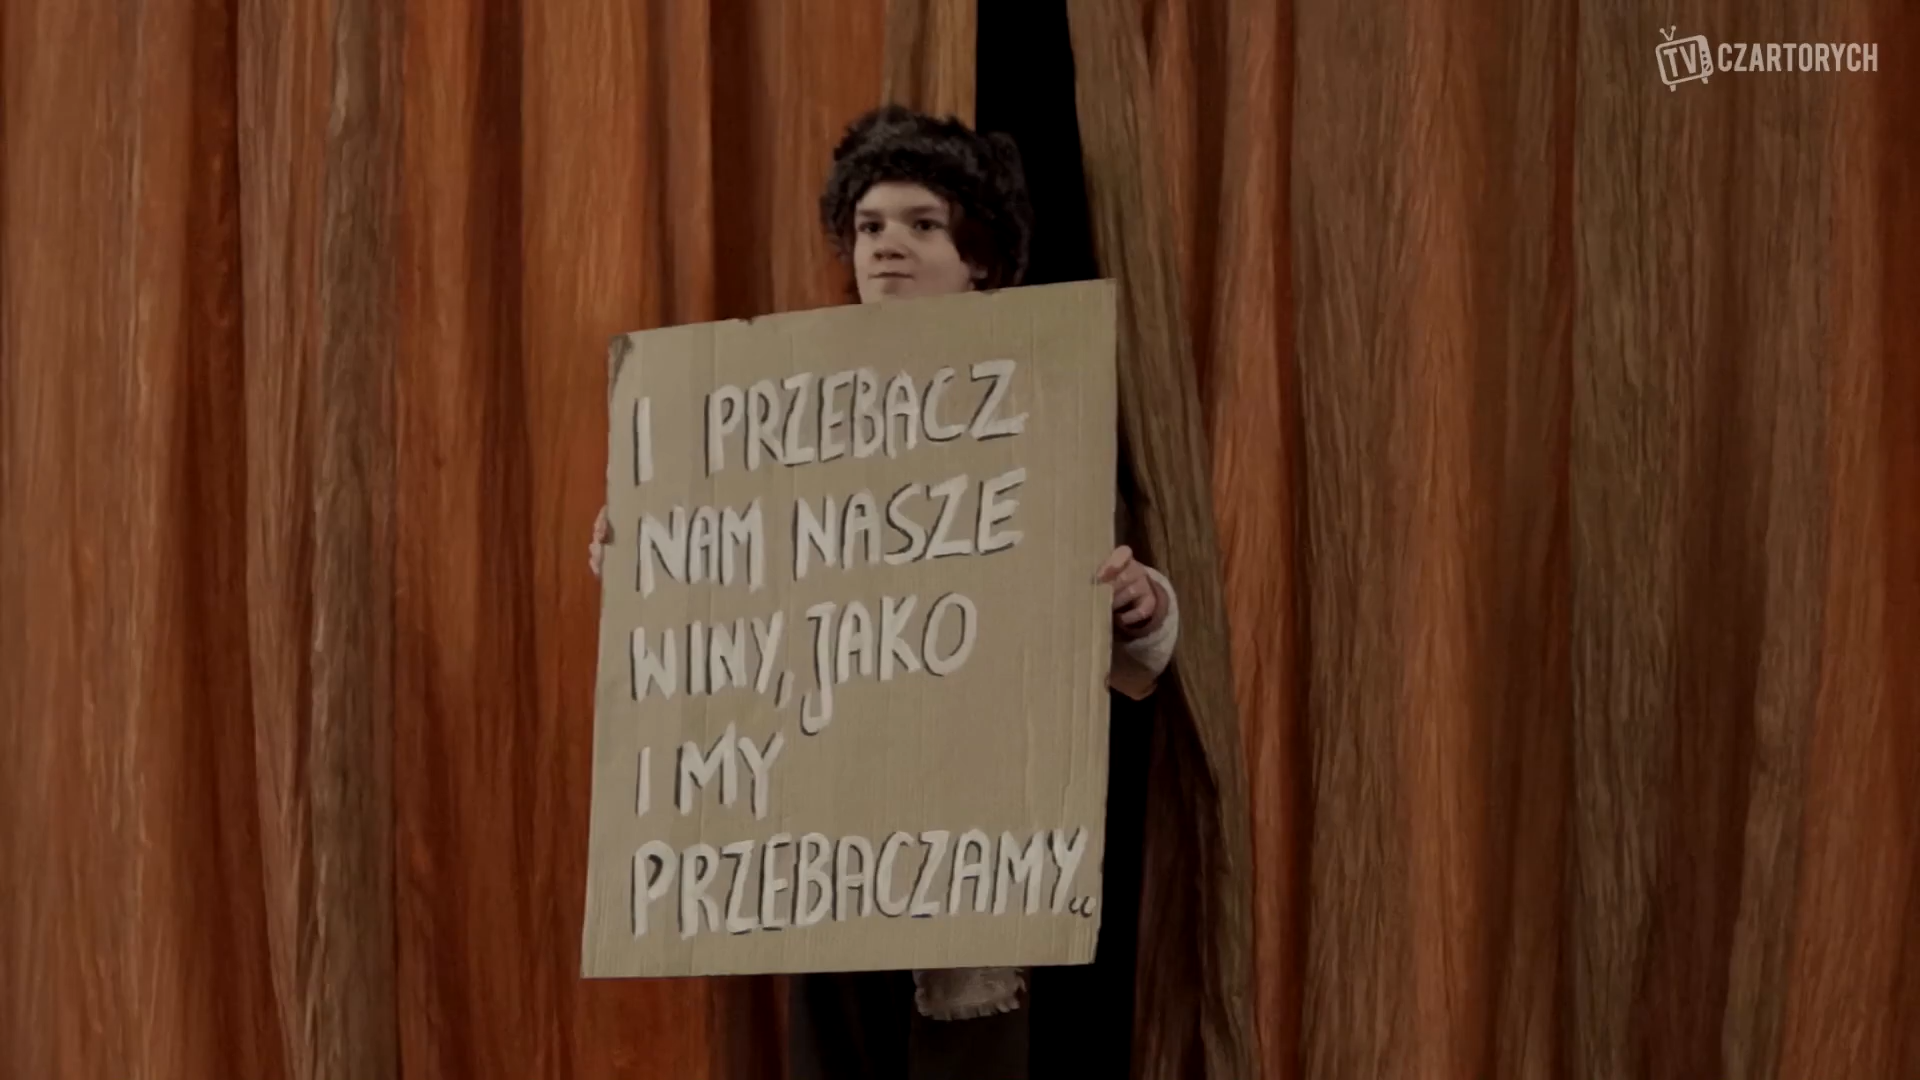 TV CZARTORYCH
I PRZEBACZ
NAM NASZE
WINY, JAKO
I MY
PRZEBACZAMY..